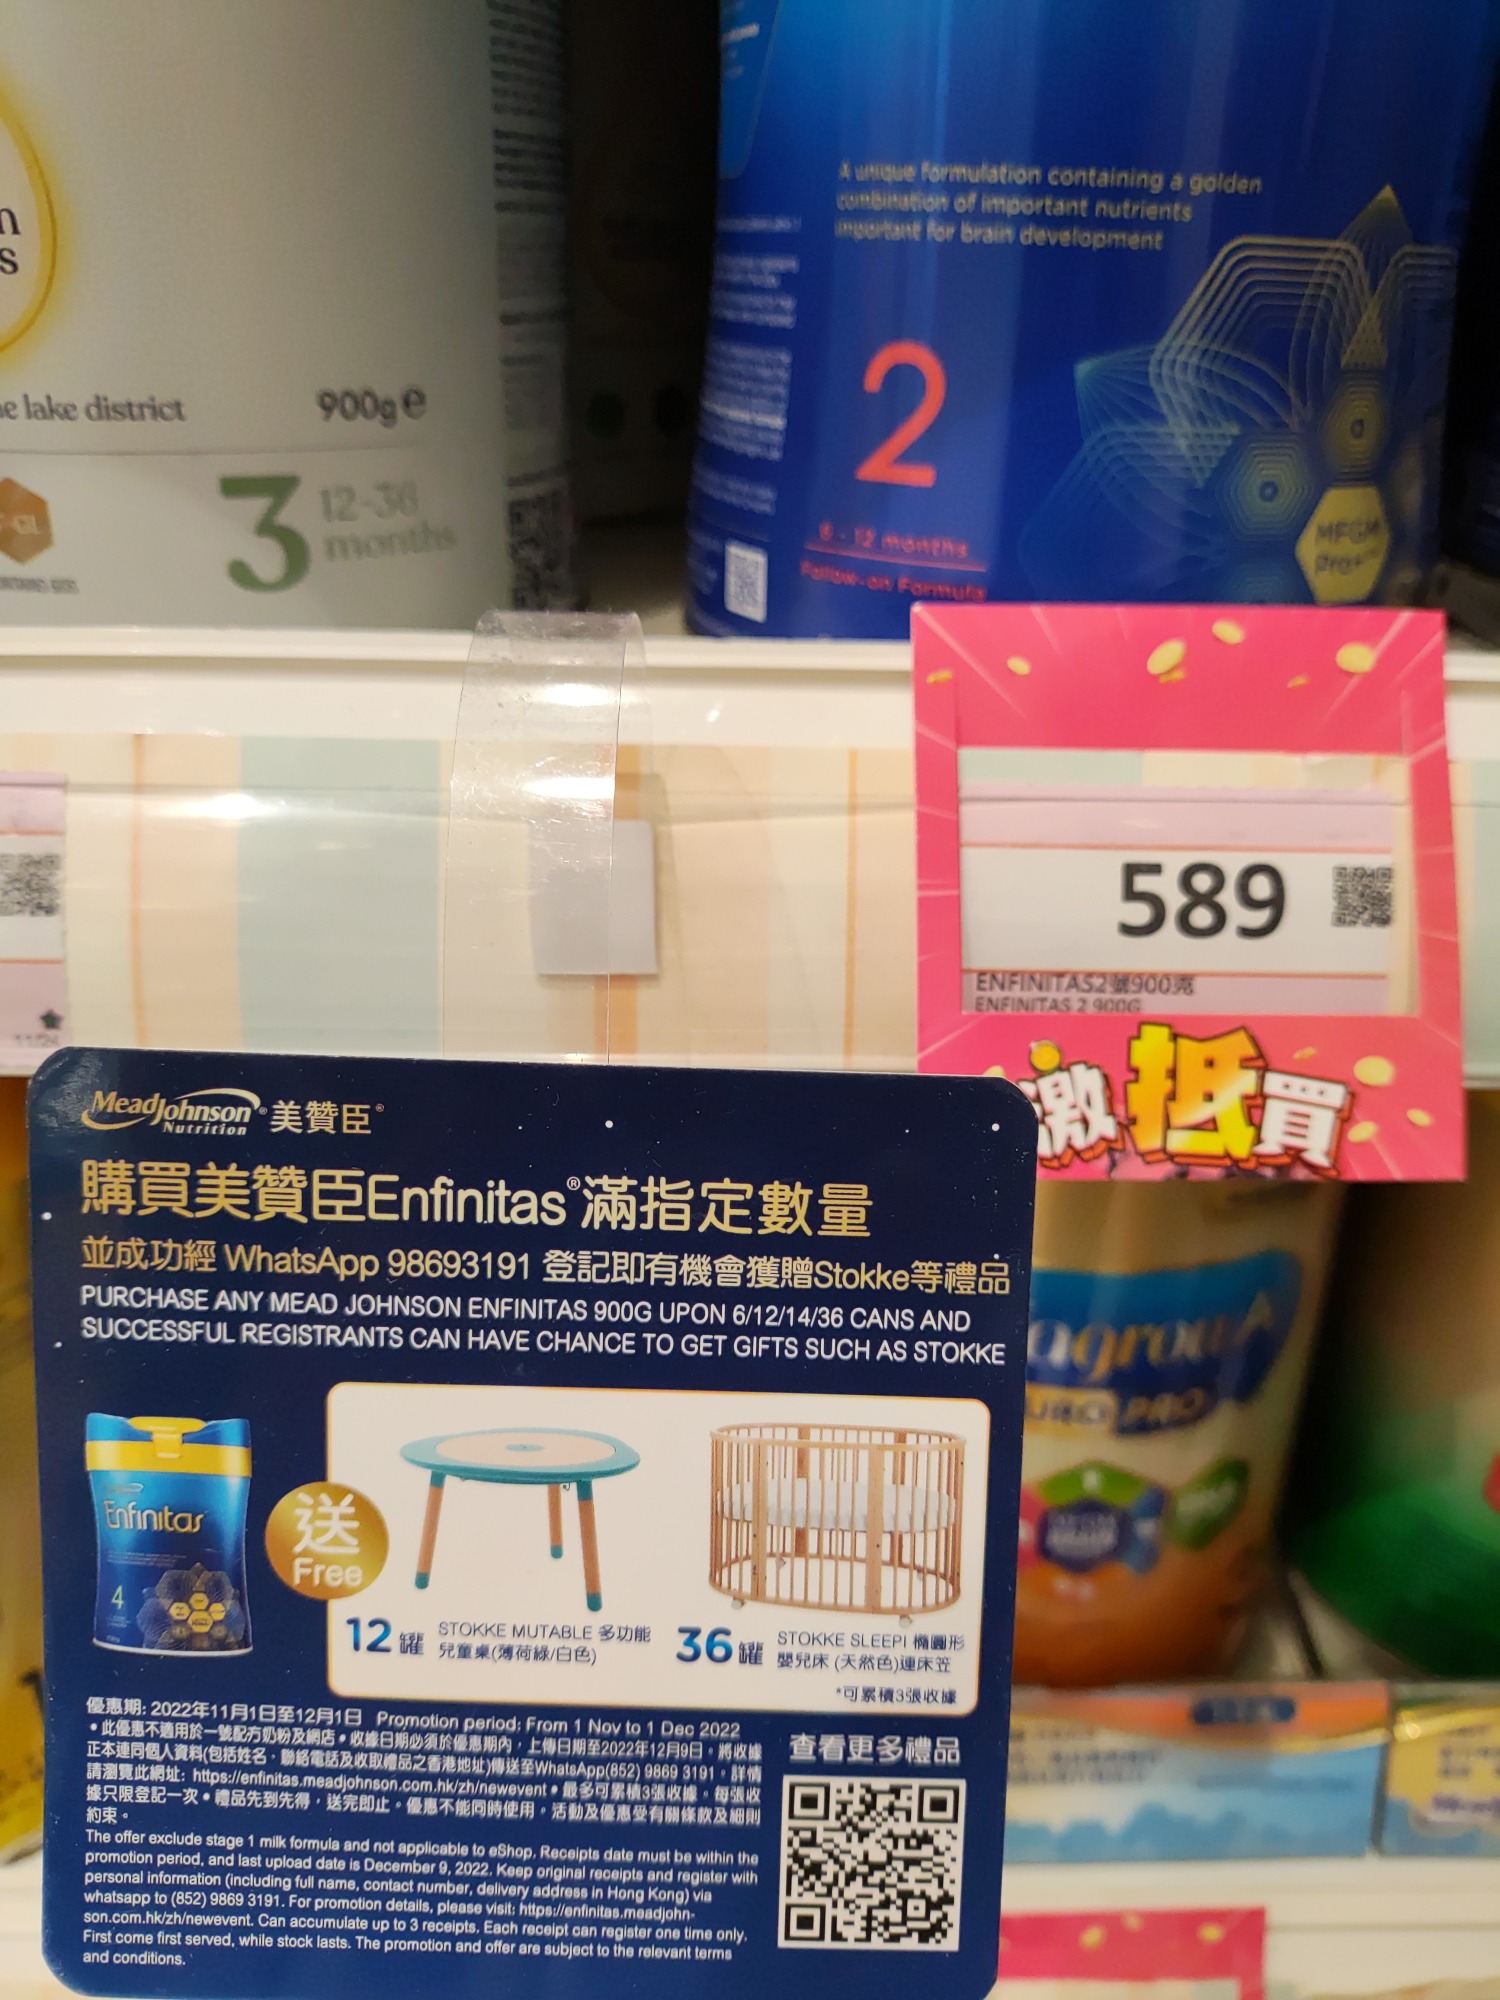 n
s
e lake district
900g e
3
12-36
months
A unique formulation containing a golden
combination of important nutrients
important for brain development
2
6 - 12 months
Follow-on Formula
MFGM
pro+
589
ENFINITAS2號900克
ENFINITAS 2 900G
激抵買
11/24
MeadJohnson® 美贊臣®
Nutrition
購買美贊臣Enfinitas®滿指定數量
並成功經 WhatsApp 98693191 登記即有機會獲贈Stokke等禮品
PURCHASE ANY MEAD JOHNSON ENFINITAS 900G UPON 6/12/14/36 CANS AND
SUCCESSFUL REGISTRANTS CAN HAVE CHANCE TO GET GIFTS SUCH AS STOKKE
Enfinitas
4
送
Free
12罐 STOKKE MUTABLE 多功能
兒童桌(薄荷綠/白色)
36罐 STOKKE SLEEPI 橢圓形
嬰兒床 (天然色)連床笠
*可累積3張收據
優惠期: 2022年11月1日至12月1日 Promotion period: From 1 Nov to 1 Dec 2022
• 此優惠不適用於一號配方奶粉及網店 • 收據日期必須於優惠期內，上傳日期至2022年12月9日。將收據
正本連同個人資料(包括姓名、聯絡電話及收取禮品之香港地址)傳送至WhatsApp(852) 9869 3191。詳情
請瀏覽此網址: https://enfinitas.meadjohnson.com.hk/zh/newevent • 最多可累積3張收據。每張收
據只限登記一次 • 禮品先到先得，送完即止。優惠不能同時使用。活動及優惠受有關條款及細則
約束。
The offer exclude stage 1 milk formula and not applicable to eShop. Receipts date must be within the
promotion period, and last upload date is December 9, 2022. Keep original receipts and register with
personal information (including full name, contact number, delivery address in Hong Kong) via
whatsapp to (852) 9869 3191. For promotion details, please visit: https://enfinitas.meadjohn-
son.com.hk/zh/newevent. Can accumulate up to 3 receipts. Each receipt can register one time only.
First come first served, while stock lasts. The promotion and offer are subject to the relevant terms
and conditions.
查看更多禮品